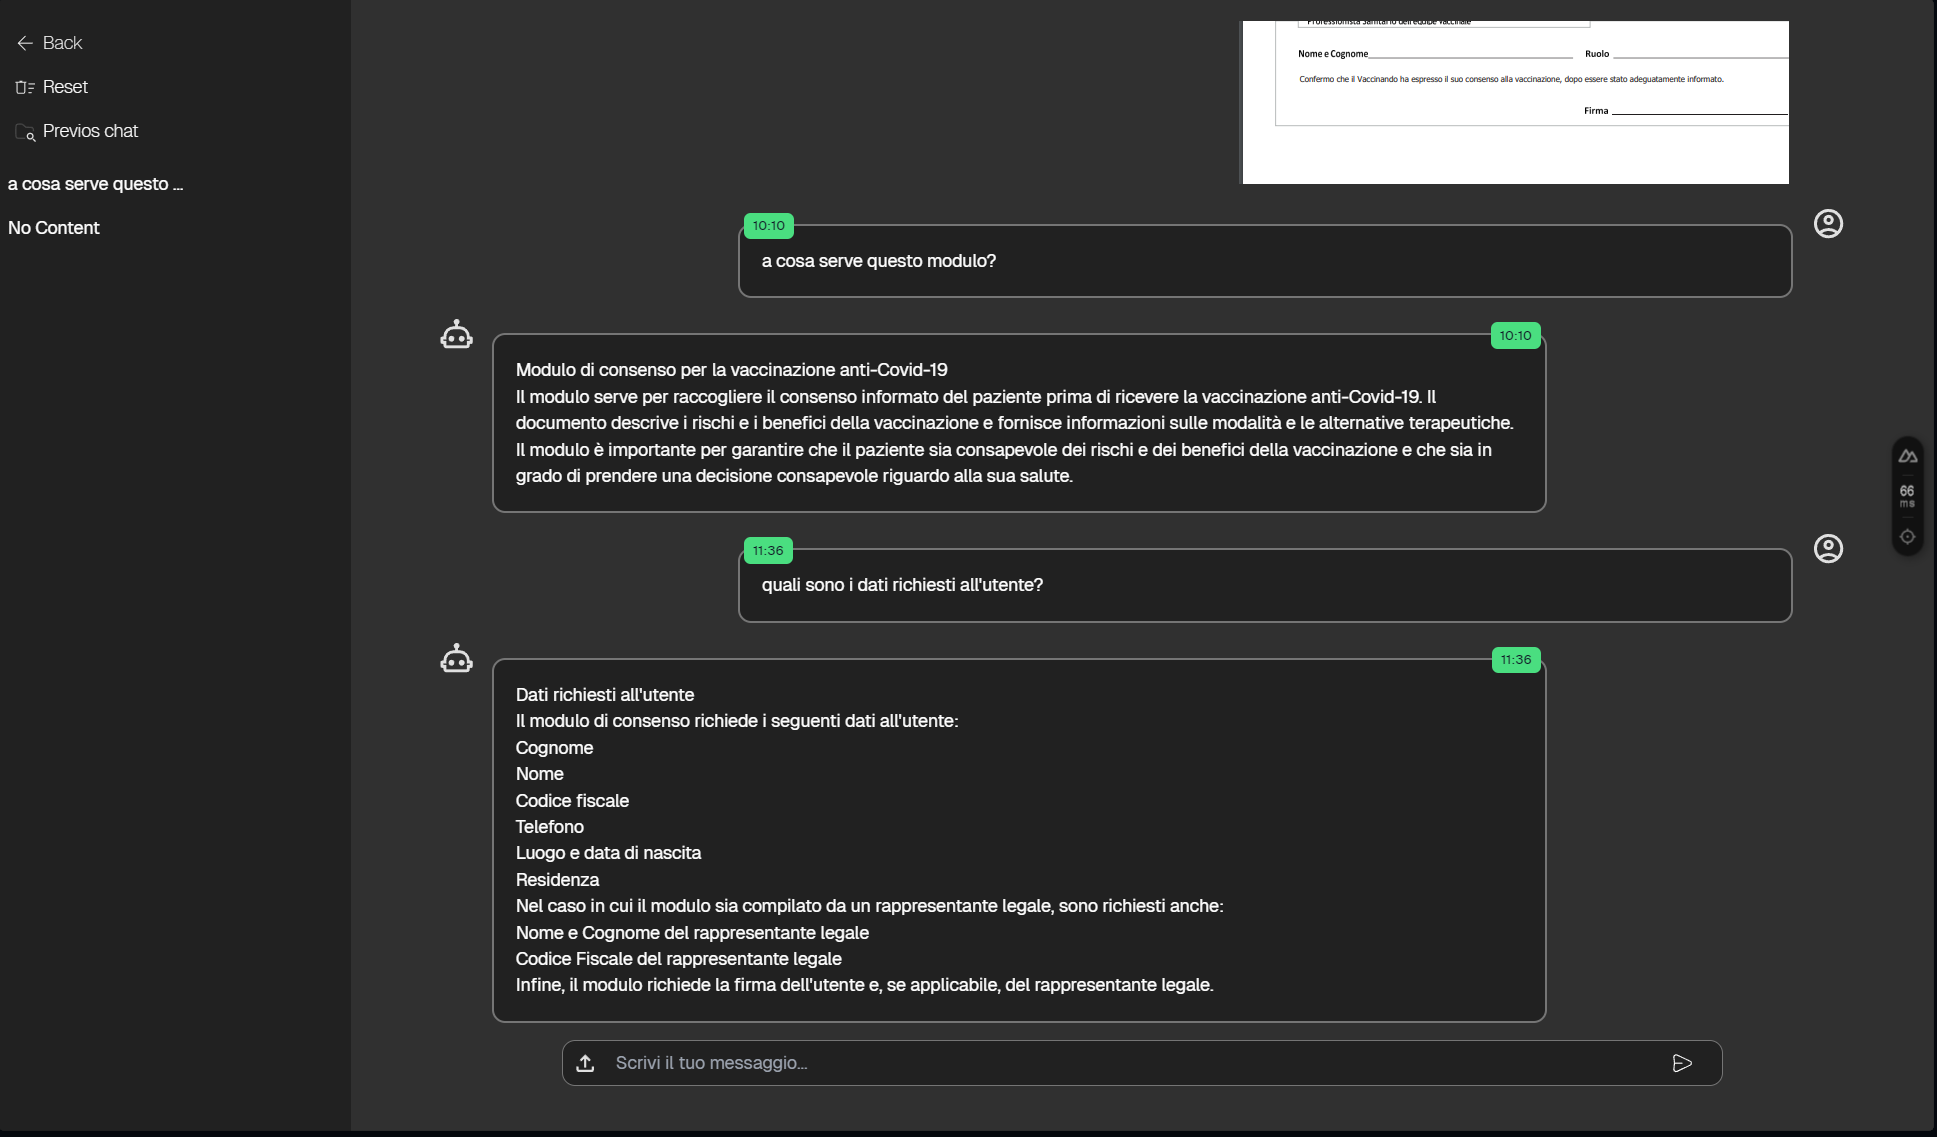 Back
Reset
Previos chat
a cosa serve questo ...
No Content
Professionista Sanitario dell'equipe vaccinale
Nome e Cognome Ruolo
Confermo che il Vaccinando ha espresso il suo consenso alla vaccinazione, dopo essere stato adeguatamente informato.
Firma
10:10
a cosa serve questo modulo?
10:10
Modulo di consenso per la vaccinazione anti-Covid-19
Il modulo serve per raccogliere il consenso informato del paziente prima di ricevere la vaccinazione anti-Covid-19. Il
documento descrive i rischi e i benefici della vaccinazione e fornisce informazioni sulle modalità e le alternative terapeutiche.
Il modulo è importante per garantire che il paziente sia consapevole dei rischi e dei benefici della vaccinazione e che sia in
grado di prendere una decisione consapevole riguardo alla sua salute.
11:36
quali sono i dati richiesti all'utente?
11:36
Dati richiesti all'utente
Il modulo di consenso richiede i seguenti dati all'utente:
Cognome
Nome
Codice fiscale
Telefono
Luogo e data di nascita
Residenza
Nel caso in cui il modulo sia compilato da un rappresentante legale, sono richiesti anche:
Nome e Cognome del rappresentante legale
Codice Fiscale del rappresentante legale
Infine, il modulo richiede la firma dell'utente e, se applicabile, del rappresentante legale.
Scrivi il tuo messaggio...
66
ms